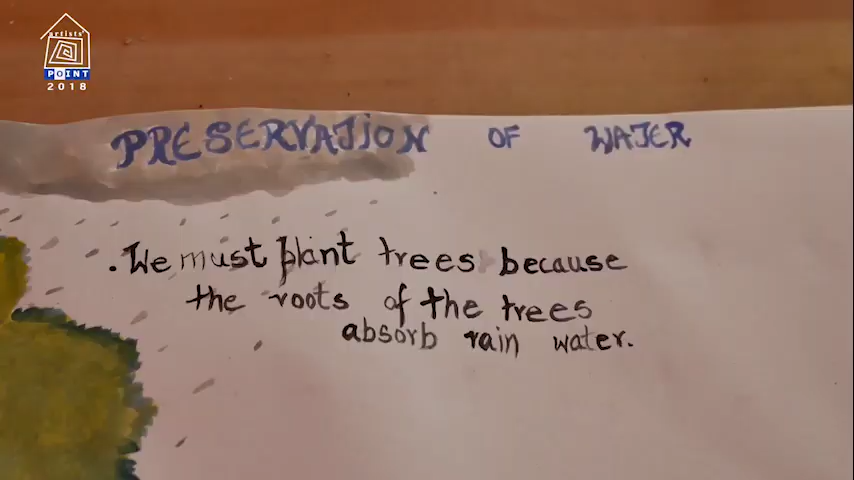 artists'
POINT
2018
PRESERVATION OF WATER
. We must plant trees because
the roots of the trees
absorb rain water.